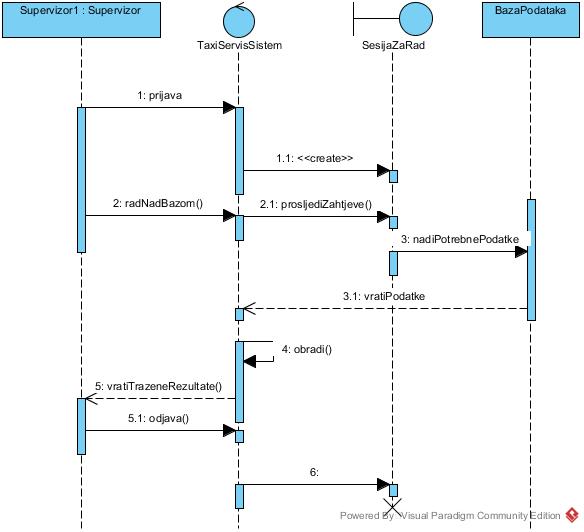 Supervizor1 : Supervizor
BazaPodataka
TaxiServisSistem
SesijaZaRad
1: prijava
1.1: <<create>>
2: radNadBazom()
2.1: prosljediZahtjeve()
3: nadiPotrebnePodatke
3.1: vratiPodatke
4: obradi()
5: vratiTrazeneRezultate()
5.1: odjava()
6:
Powered By Visual Paradigm Community Edition